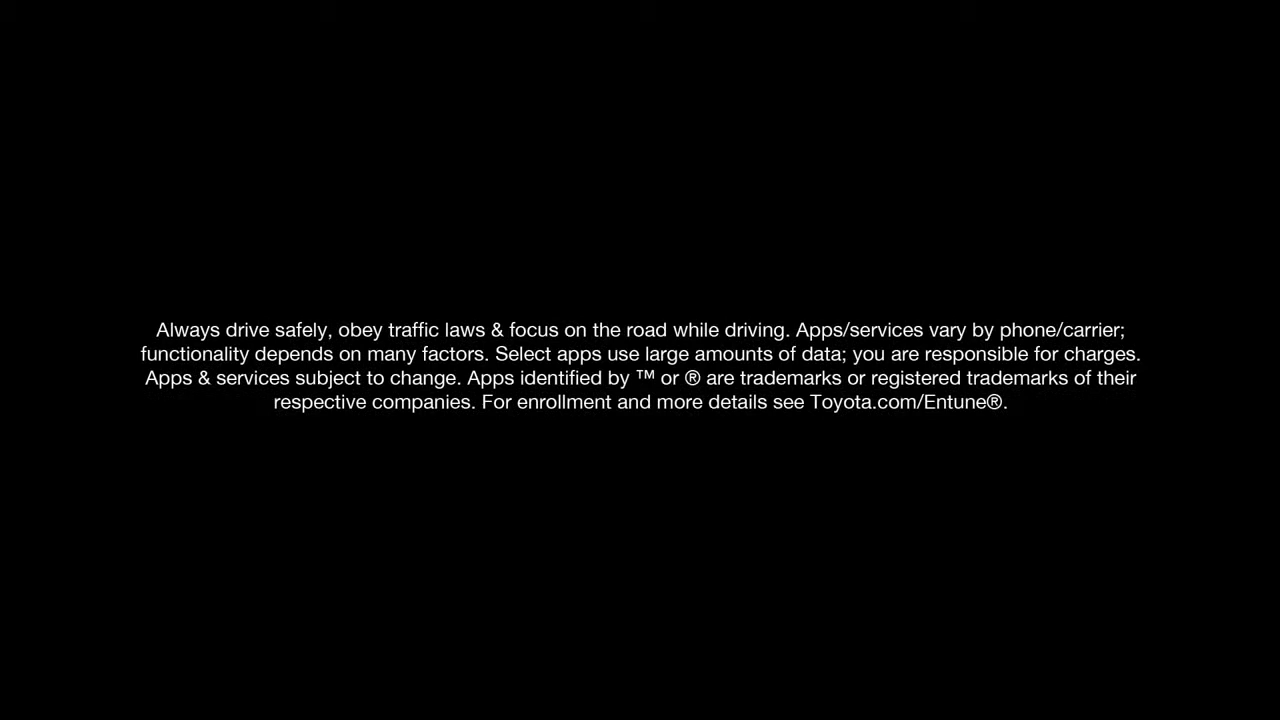 Always drive safely, obey traffic laws & focus on the road while driving. Apps/services vary by phone/carrier;
functionality depends on many factors. Select apps use large amounts of data; you are responsible for charges.
Apps & services subject to change. Apps identified by ™ or ® are trademarks or registered trademarks of their
respective companies. For enrollment and more details see Toyota.com/Entune®.